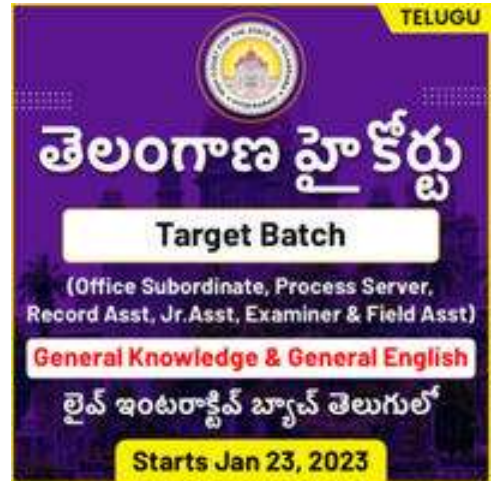 TELUGU
తెలంగాణ హై కోర్టు
Target Batch
(Office Subordinate, Process Server,
Record Asst, Jr.Asst, Examiner & Field Asst)
General Knowledge & General English
లైవ్ ఇంటరాక్టివ్ బ్యాచ్ తెలుగులో
Starts Jan 23, 2023